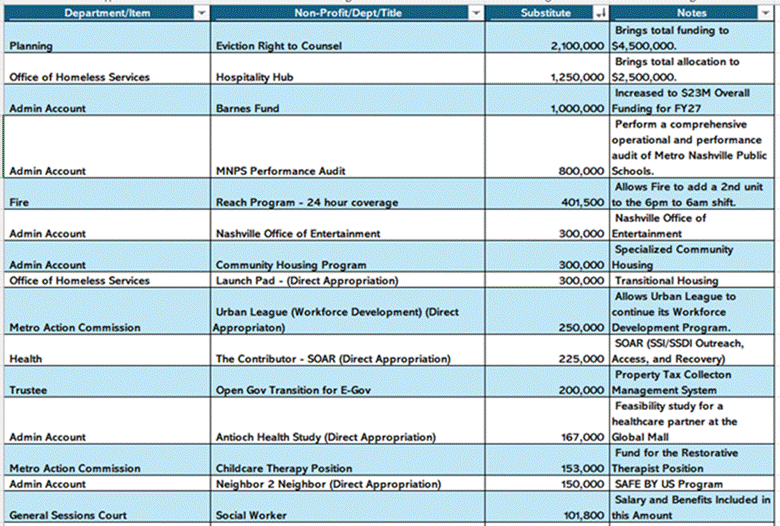 Department/Item Non-Profit/Dept/Title Substitute Notes
Planning Eviction Right to Counsel 2,100,000 Brings total funding to
$4,500,000.
Office of Homeless Services Hospitality Hub 1,250,000 Brings total allocation to
$2,500,000.
Admin Account Barnes Fund 1,000,000 Increased to $23M Overall
Funding for FY27
Admin Account MNPS Performance Audit 800,000 Perform a comprehensive
operational and performance
audit of Metro Nashville Public
Schools.
Fire Reach Program - 24 hour coverage 401,500 Allows Fire to add a 2nd unit
to the 6pm to 6am shift.
Admin Account Nashville Office of Entertainment 300,000 Nashville Office of
Entertainment
Admin Account Community Housing Program 300,000 Specialized Community
Housing
Office of Homeless Services Launch Pad - (Direct Appropriation) 300,000 Transitional Housing
Metro Action Commission Urban League (Workforce Development) (Direct
Appropriaton) 250,000 Allows Urban League to
continue its Workforce
Development Program.
Health The Contributor - SOAR (Direct Appropriation) 225,000 SOAR (SSI/SSDI Outreach,
Access, and Recovery)
Trustee Open Gov Transition for E-Gov 200,000 Property Tax Collecton
Management System
Admin Account Antioch Health Study (Direct Appropriation) 167,000 Feasibility study for a
healthcare partner at the
Global Mall
Metro Action Commission Childcare Therapy Position 153,000 Fund for the Restorative
Therapist Position
Admin Account Neighbor 2 Neighbor (Direct Appropriation) 150,000 SAFE BY US Program
General Sessions Court Social Worker 101,800 Salary and Benefits Included in
this Amount